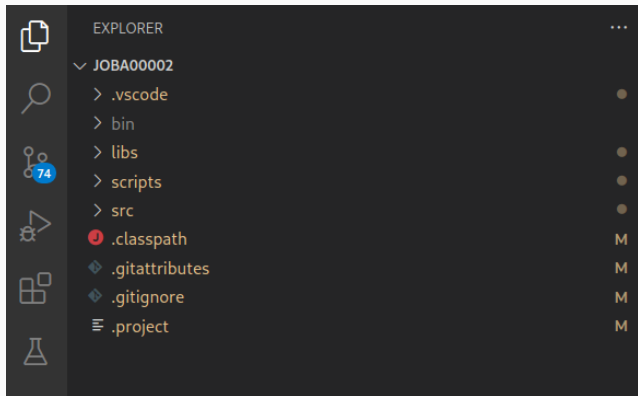 EXPLORER
JOBA00002
.vscode
bin
libs
74
scripts
src
.classpath M
.gitattributes M
.gitignore M
.project M